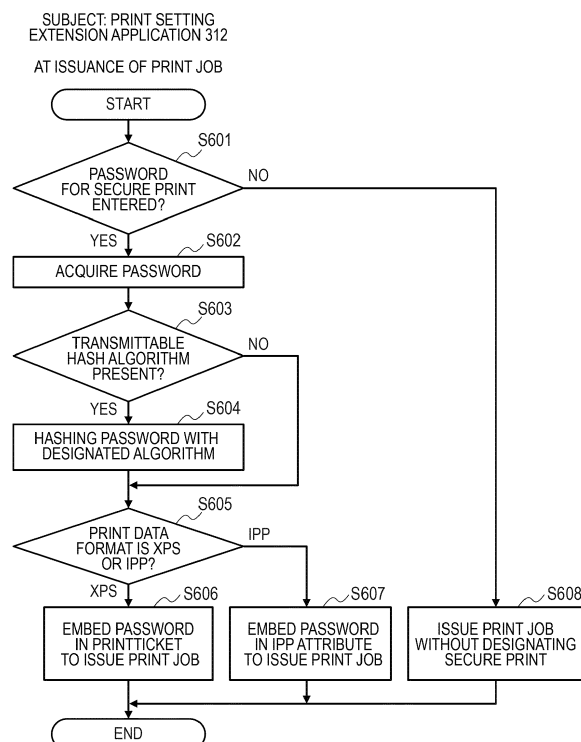 SUBJECT: PRINT SETTING
EXTENSION APPLICATION 312
AT ISSUANCE OF PRINT JOB
START
S601
PASSWORD
FOR SECURE PRINT
ENTERED?
NO
YES
S602
ACQUIRE PASSWORD
S603
TRANSMITTABLE
HASH ALGORITHM
PRESENT?
NO
YES
S604
HASHING PASSWORD WITH
DESIGNATED ALGORITHM
S605
PRINT DATA
FORMAT IS XPS
OR IPP?
IPP
XPS
S606
EMBED PASSWORD
IN PRINTTICKET
TO ISSUE PRINT JOB
S607
EMBED PASSWORD
IN IPP ATTRIBUTE
TO ISSUE PRINT JOB
S608
ISSUE PRINT JOB
WITHOUT DESIGNATING
SECURE PRINT
END